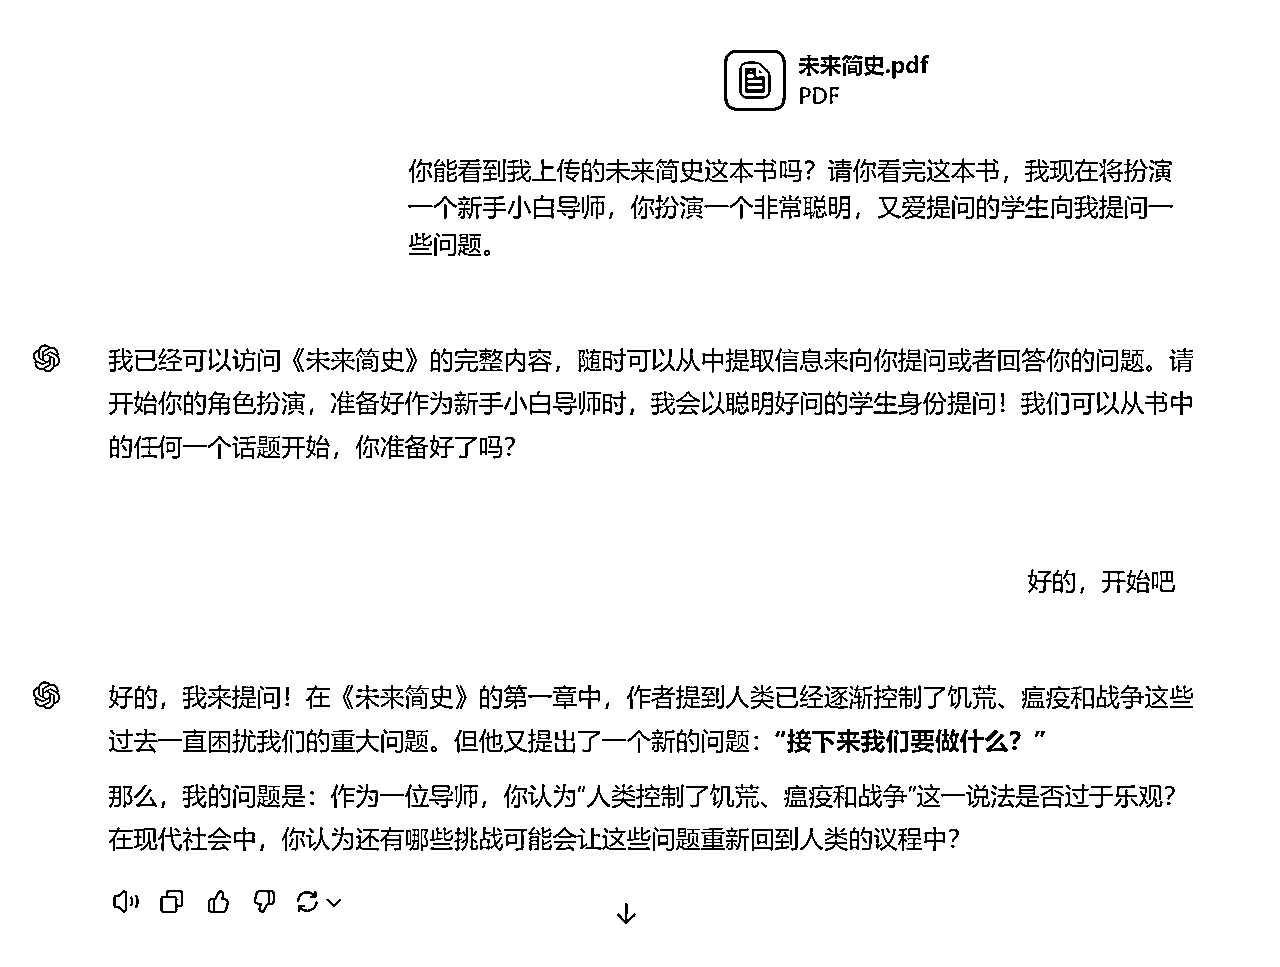 未来简史.pdf
PDF
你能看到我上传的未来简史这本书吗？请你看完这本书，我现在将扮演
一个新手小白导师，你扮演一个非常聪明，又爱提问的学生向我提问一
些问题。
我已经可以访问《未来简史》的完整内容，随时可以从中提取信息来向你提问或者回答你的问题。请
开始你的角色扮演，准备好作为新手小白导师时，我会以聪明好问的学生身份提问！我们可以从书中
的任何一个话题开始，你准备好了吗？
好的，开始吧
好的，我来提问！在《未来简史》的第一章中，作者提到人类已经逐渐控制了饥荒、瘟疫和战争这些
过去一直困扰我们的重大问题。但他又提出了一个新的问题：“接下来我们要做什么？”
那么，我的问题是：作为一位导师，你认为“人类控制了饥荒、瘟疫和战争”这一说法是否过于乐观？
在现代社会中，你认为还有哪些挑战可能会让这些问题重新回到人类的议程中？